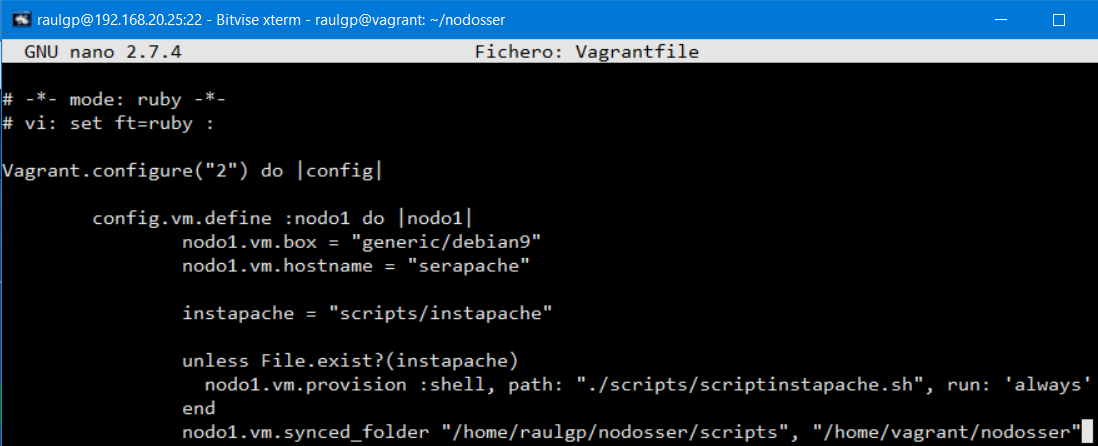 raulgp@192.168.20.25:22 - Bitvise xterm - raulgp@vagrant: ~/nodosser
GNU nano 2.7.4 Fichero: Vagrantfile
# -*- mode: ruby -*-
# vi: set ft=ruby :
Vagrant.configure("2") do |config|
config.vm.define :nodo1 do |nodo1|
nodo1.vm.box = "generic/debian9"
nodo1.vm.hostname = "serapache"
instapache = "scripts/instapache"
unless File.exist?(instapache)
nodo1.vm.provision :shell, path: "./scripts/scriptinstapache.sh", run: 'always'
end
nodo1.vm.synced_folder "/home/raulgp/nodosser/scripts", "/home/vagrant/nodosser"